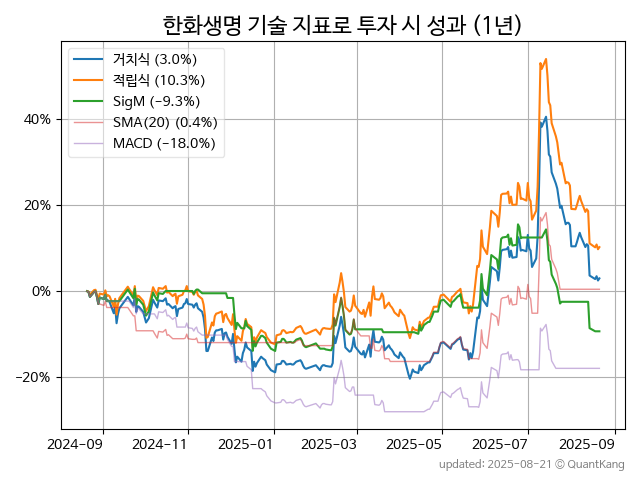 한화생명 기술 지표로 투자 시 성과 (1년)
거치식 (3.0%)
적립식 (10.3%)
SigM (−9.3%)
SMA(20) (0.4%)
MACD (−18.0%)
40%
20%
0%
−20%
2024-09 2024-11 2025-01 2025-03 2025-05 2025-07 2025-09
updated: 2025-08-21 © QuantKang